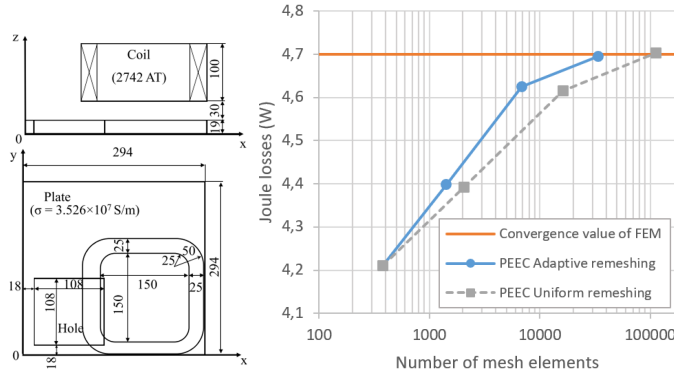 z
Coil
(2742 AT)
100
30
19
0
x
y
294
Plate
(σ = 3.526×10⁷ S/m)
25
50
25
18
108
150
25
150
108
294
Hole
18
0
x
4,8
4,7
4,6
4,5
4,4
4,3
4,2
4,1
Joule losses (W)
Convergence value of FEM
PEEC Adaptive remeshing
PEEC Uniform remeshing
100
1000
10000
100000
Number of mesh elements